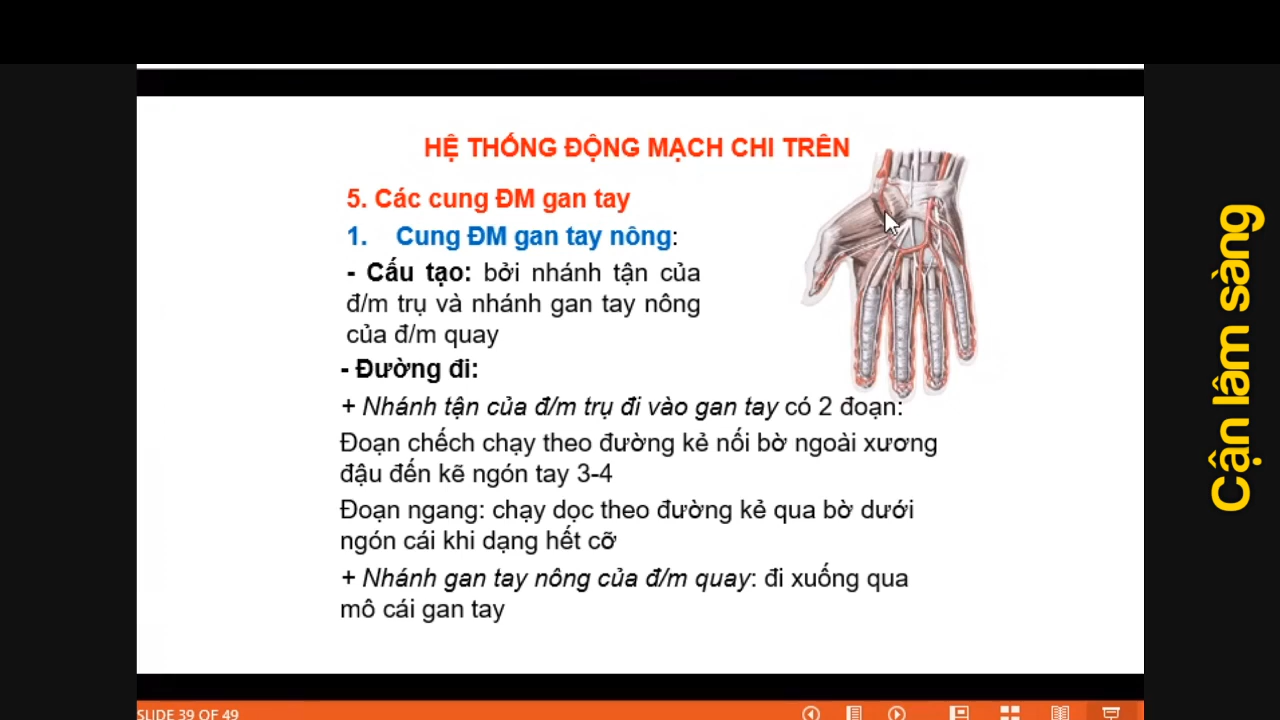 HỆ THỐNG ĐỘNG MẠCH CHI TRÊN
5. Các cung ĐM gan tay
1. Cung ĐM gan tay nông:
- Cấu tạo: bởi nhánh tận của
đ/m trụ và nhánh gan tay nông
của đ/m quay
- Đường đi:
+ Nhánh tận của đ/m trụ đi vào gan tay có 2 đoạn:
Đoạn chếch chạy theo đường kẻ nối bờ ngoài xương
đậu đến kẽ ngón tay 3-4
Đoạn ngang: chạy dọc theo đường kẻ qua bờ dưới
ngón cái khi dạng hết cỡ
+ Nhánh gan tay nông của đ/m quay: đi xuống qua
mô cái gan tay
SLIDE 39 OF 49
Cận lâm sàng